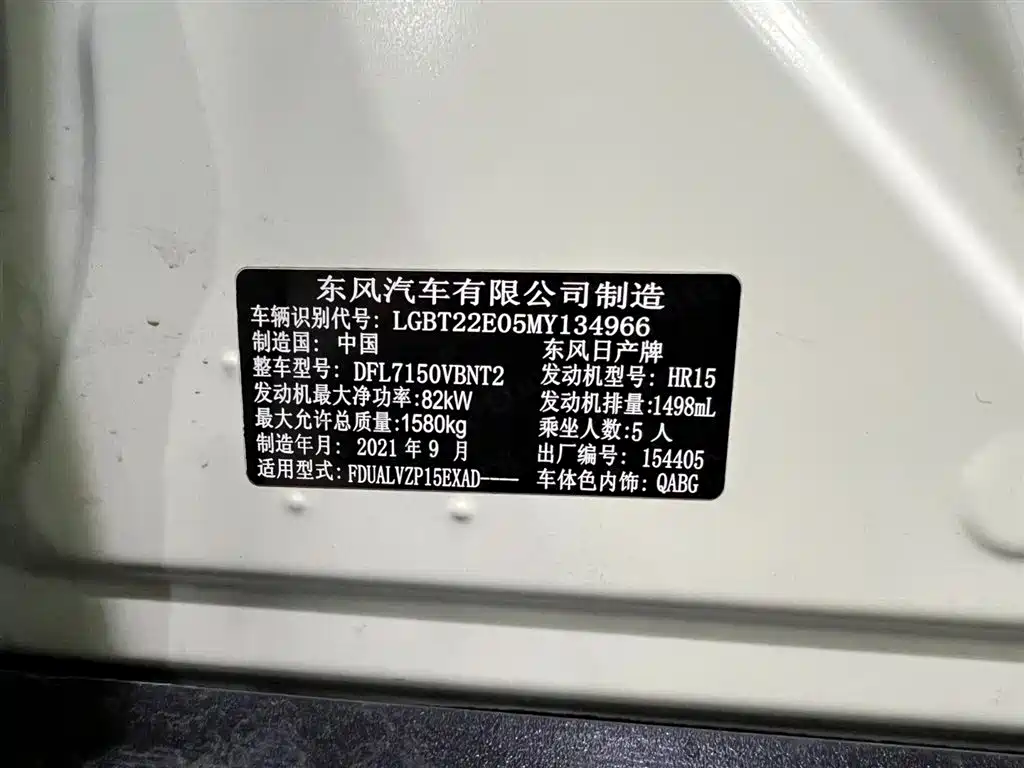 东风汽车有限公司制造
车辆识别代号: LGBT22E05MY134966
制造国: 中国 东风日产牌
整车型号: DFL7150VBNT2 发动机型号: HR15
发动机最大净功率:82kW 发动机排量:1498mL
最大允许总质量:1580kg 乘坐人数:5 人
制造年月: 2021 年 9 月 出厂编号: 154405
适用型式: FDUALVZP15EXAD---- 车体色内饰: QABG